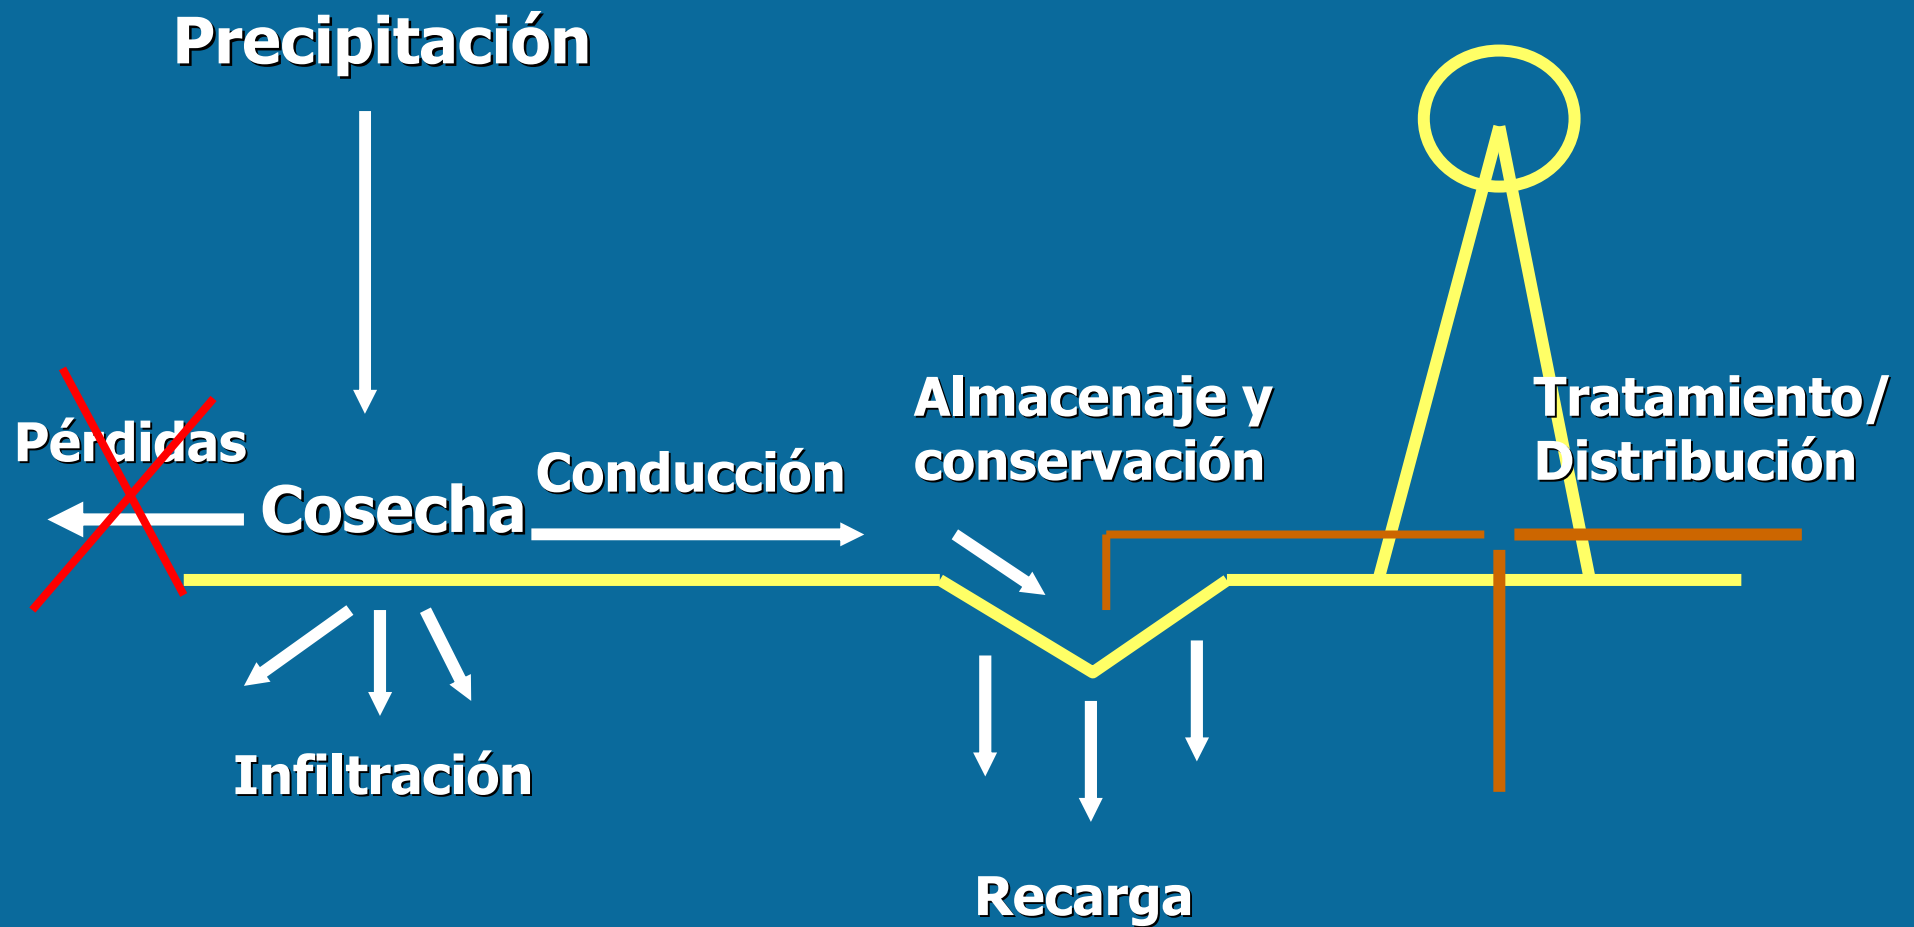 Precipitación
Pérdidas
Cosecha
Conducción
Almacenaje y
conservación
Tratamiento/
Distribución
Infiltración
Recarga